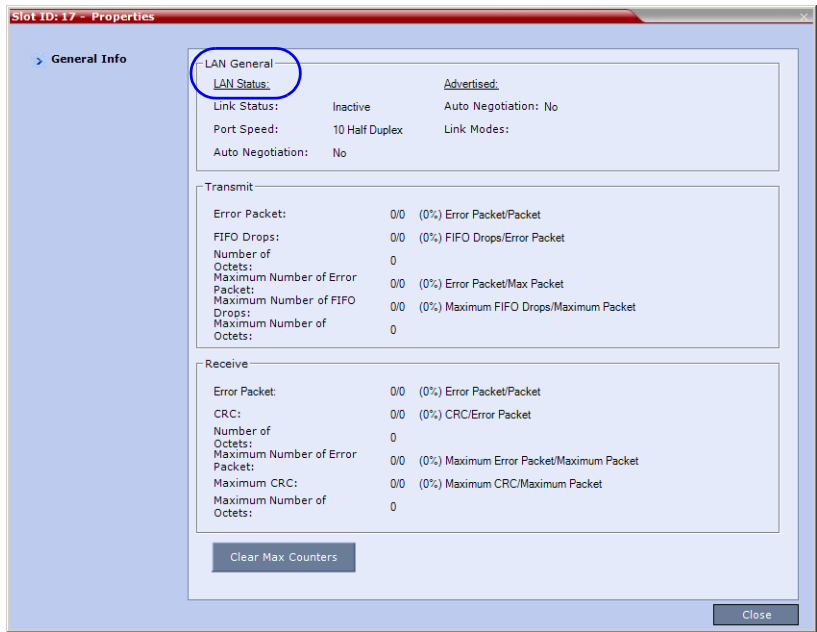 Slot ID: 17 - Properties
General Info
LAN General
LAN Status: Advertised:
Link Status: Inactive Auto Negotiation: No
Port Speed: 10 Half Duplex Link Modes:
Auto Negotiation: No
Transmit
Error Packet: 0/0 (0%) Error Packet/Packet
FIFO Drops: 0/0 (0%) FIFO Drops/Error Packet
Number of
Octets: 0
Maximum Number of Error
Packet: 0/0 (0%) Error Packet/Max Packet
Maximum Number of FIFO
Drops: 0/0 (0%) Maximum FIFO Drops/Maximum Packet
Maximum Number of
Octets: 0
Receive
Error Packet: 0/0 (0%) Error Packet/Packet
CRC: 0/0 (0%) CRC/Error Packet
Number of
Octets: 0
Maximum Number of Error
Packet: 0/0 (0%) Maximum Error Packet/Maximum Packet
Maximum CRC: 0/0 (0%) Maximum CRC/Maximum Packet
Maximum Number of
Octets: 0
Clear Max Counters
Close